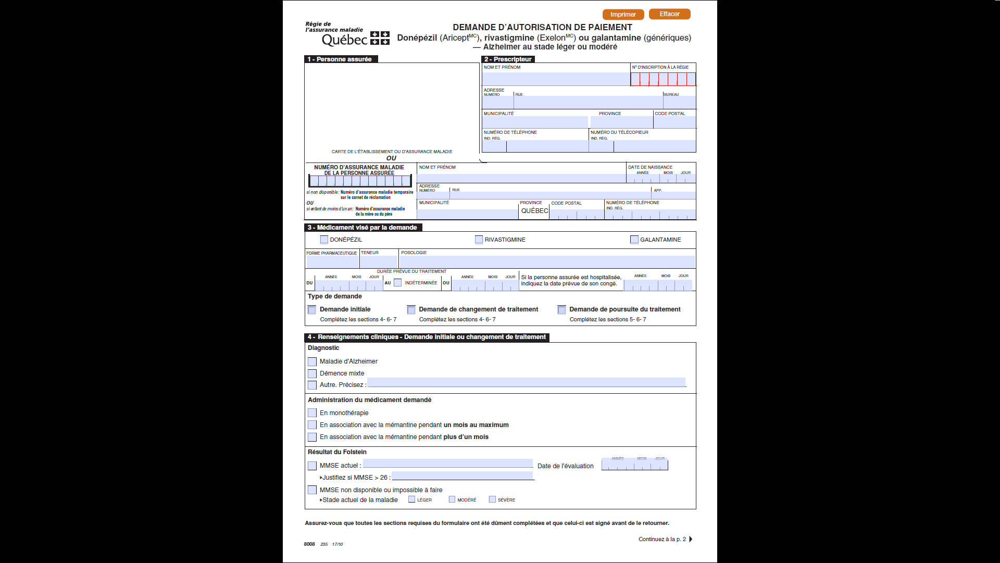 Imprimer
Effacer
Régie de
l'assurance maladie
Québec
DEMANDE D'AUTORISATION DE PAIEMENT
Donépézil (AriceptMC), rivastigmine (ExelonMC) ou galantamine (génériques)
— Alzheimer au stade léger ou modéré
1 - Personne assurée
CARTE DE L'ÉTABLISSEMENT OU D'ASSURANCE MALADIE
OU
2 - Prescripteur
NOM ET PRÉNOM
NO D'INSCRIPTION À LA RÉGIE
ADRESSE
NUMÉRO RUE BUREAU
MUNICIPALITÉ PROVINCE CODE POSTAL
NUMÉRO DE TÉLÉPHONE NUMÉRO DU TÉLÉCOPIEUR
IND. RÉG. IND. RÉG.
NUMÉRO D'ASSURANCE MALADIE
DE LA PERSONNE ASSURÉE
si non disponible : Numéro d'assurance maladie temporaire
sur le carnet de réclamation
OU
si enfant de moins d'un an : Numéro d'assurance maladie
de la mère ou du père
NOM ET PRÉNOM DATE DE NAISSANCE
ANNÉE MOIS JOUR
ADRESSE
NUMÉRO RUE APP.
MUNICIPALITÉ PROVINCE CODE POSTAL NUMÉRO DE TÉLÉPHONE
IND. RÉG.
QUÉBEC
3 - Médicament visé par la demande
DONÉPÉZIL RIVASTIGMINE GALANTAMINE
FORME PHARMACEUTIQUE TENEUR POSOLOGIE
DURÉE PRÉVUE DU TRAITEMENT
ANNÉE MOIS JOUR ANNÉE MOIS JOUR ANNÉE MOIS JOUR
DU AU INDÉTERMINÉE OU
Si la personne assurée est hospitalisée,
indiquez la date prévue de son congé.
Type de demande
Demande initiale Demande de changement de traitement Demande de poursuite du traitement
Complétez les sections 4- 6- 7 Complétez les sections 4- 6- 7 Complétez les sections 5- 6- 7
4 - Renseignements cliniques - Demande initiale ou changement de traitement
Diagnostic
Maladie d'Alzheimer
Démence mixte
Autre. Précisez :
Administration du médicament demandé
En monothérapie
En association avec la mémantine pendant un mois au maximum
En association avec la mémantine pendant plus d'un mois
Résultat du Folstein
ANNÉE MOIS JOUR
MMSE actuel : Date de l'évaluation
Justifiez si MMSE > 26 :
MMSE non disponible ou impossible à faire
Stade actuel de la maladie LÉGER MODÉRÉ SÉVÈRE
Assurez-vous que toutes les sections requises du formulaire ont été dûment complétées et que celui-ci est signé avant de le retourner.
Continuez à la p. 2
8008 235 17/10